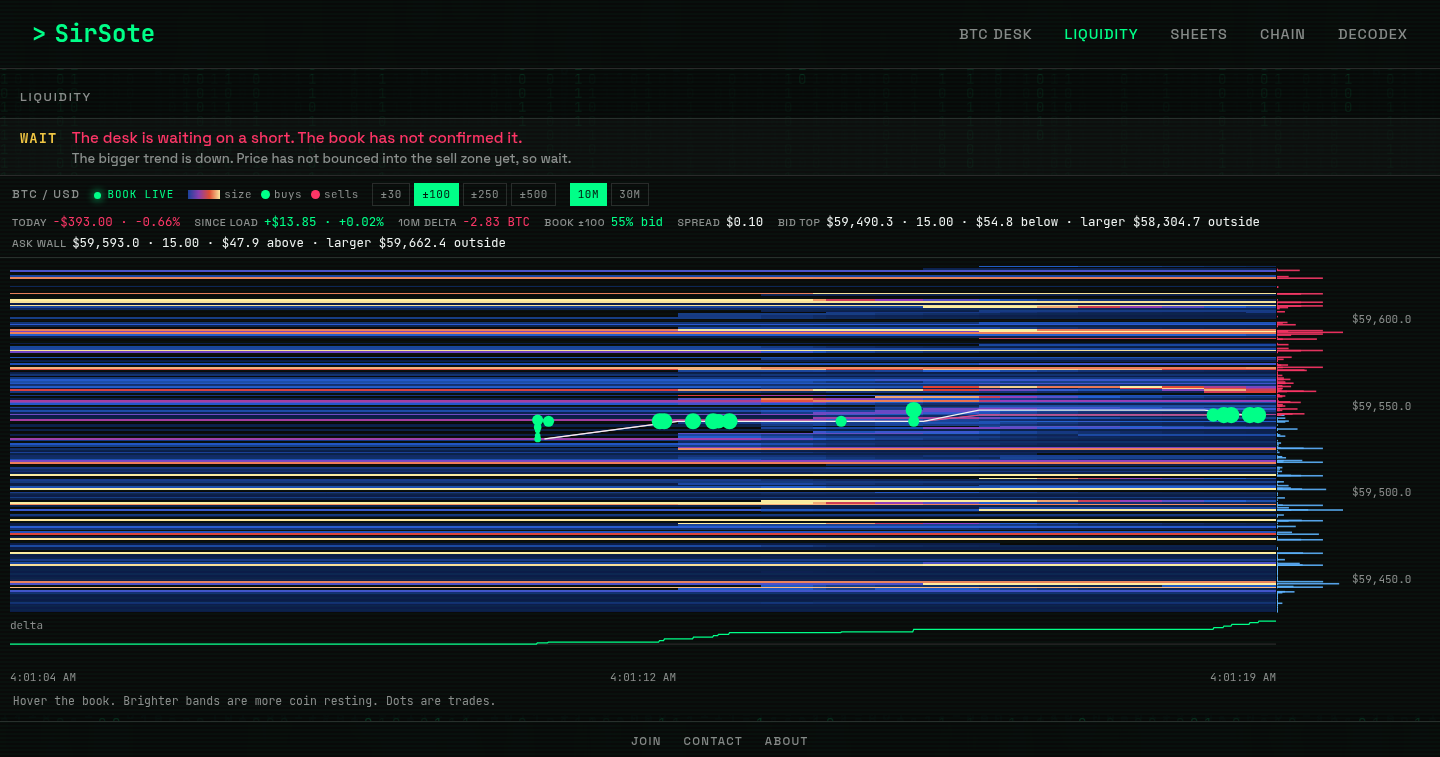 > SirSote
BTC DESK LIQUIDITY SHEETS CHAIN DECODEX
LIQUIDITY
WAIT The desk is waiting on a short. The book has not confirmed it.
The bigger trend is down. Price has not bounced into the sell zone yet, so wait.
BTC / USD BOOK LIVE size buys sells ±30 ±100 ±250 ±500 10M 30M
TODAY -$393.00 · -0.66% SINCE LOAD +$13.85 · +0.02% 10M DELTA -2.83 BTC BOOK ±100 55% bid SPREAD $0.10 BID TOP $59,490.3 · 15.00 · $54.8 below · larger $58,304.7 outside
ASK WALL $59,593.0 · 15.00 · $47.9 above · larger $59,662.4 outside
$59,600.0
$59,550.0
$59,500.0
$59,450.0
delta
4:01:04 AM 4:01:12 AM 4:01:19 AM
Hover the book. Brighter bands are more coin resting. Dots are trades.
JOIN CONTACT ABOUT